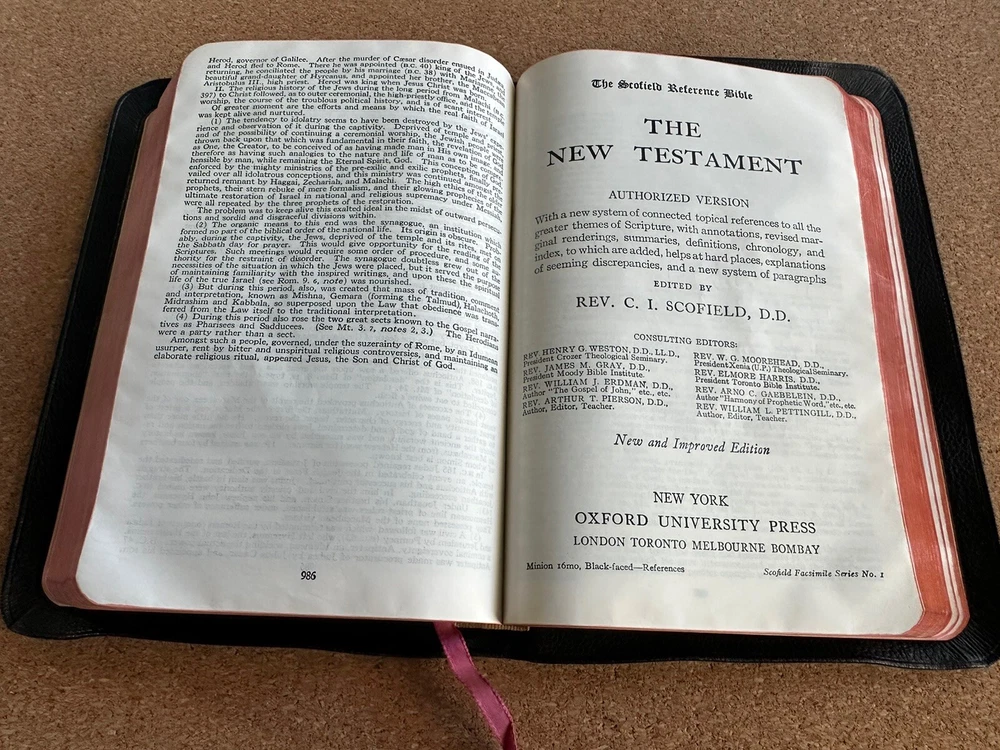 Herod, governor of Galilee. After the murder of Cæsar disorder ensued in Judea,
and Herod fled to Rome. There he was appointed (B.C. 40) king of the Jews.
returning, he conciliated the people by his marriage (B.C. 38) with Mariamne, the
beautiful grand-daughter of Hyrcanus, and appointed her brother, the Maccabean
Aristobulus III., high priest. Herod was king when Jesus Christ was born.
II. The religious history of the Jews during the long period from Malachi (B.C.
397) to Christ followed, as to outer ceremonial, the high-priestly office, and the temple
worship, the course of the troublous political history, and is of scant interest.
Of greater moment are the efforts and means by which the real faith of Israel
was kept alive and nurtured.
(1) The tendency to idolatry seems to have been destroyed by the Jews' expe-
rience and observation of it during the captivity. Deprived of temple and priest
and of the possibility of continuing a ceremonial worship, the Jewish people were
thrown back upon that which was fundamental in their faith, the revelation of God
as One, the Creator, to be conceived of as having made man in His own image, and
therefore as having such analogies to the nature and life of man as to be compre-
hensible by man, while remaining the Eternal Spirit, God. This conception of God,
enforced by the mighty ministries of the pre-exilic and exilic prophets, finally pre-
vailed over all idolatrous conceptions, and this ministry was continued amongst the
returned remnant by Haggai, Zechariah, and Malachi. The high ethics of the
prophets, their stern rebuke of mere formalism, and their glowing prophecies of the
ultimate restoration of Israel in national and religious supremacy under Messiah,
were all repeated by the three prophets of the restoration.
The problem was to keep alive this exalted ideal in the midst of outward persecu-
tions and sordid and disgraceful divisions within.
(2) The organic means to this end was the synagogue, an institution which
formed no part of the biblical order of the national life. Its origin is obscure. Prob-
ably, during the captivity, the Jews, deprived of the temple and its rites, met on
the Sabbath day for prayer. This would give opportunity for the reading of the
Scriptures. Such meetings would require some order of procedure, and some au-
thority for the restraint of disorder. The synagogue doubtless grew out of the
necessities of the situation in which the Jews were placed, but it served the purpose
of maintaining familiarity with the inspired writings, and upon these the spiritual
life of the true Israel (see Rom. 9. 6, note) was nourished.
(3) But during this period, also, was created that mass of tradition, comment
and interpretation, known as Mishna, Gemara (forming the Talmud), Halachoth,
Midrashim and Kabbala, so superposed upon the Law that obedience was trans-
ferred from the Law itself to the traditional interpretation.
(4) During this period also rose the two great sects known to the Gospel narra-
tives as Pharisees and Sadducees. (See Mt. 3. 7, notes 2, 3.) The Herodians
were a party rather than a sect.
Amongst such a people, governed, under the suzerainty of Rome, by an Idumean
usurper, rent by bitter and unspiritual religious controversies, and maintaining an
elaborate religious ritual, appeared Jesus, the Son and Christ of God.
986
The Scofield Reference Bible
THE
NEW TESTAMENT
AUTHORIZED VERSION
With a new system of connected topical references to all the
greater themes of Scripture, with annotations, revised mar-
ginal renderings, summaries, definitions, chronology, and
index, to which are added, helps at hard places, explanations
of seeming discrepancies, and a new system of paragraphs
EDITED BY
REV. C. I. SCOFIELD, D.D.
CONSULTING EDITORS:
REV. HENRY G. WESTON, D.D., LL.D.,
President Crozer Theological Seminary.
REV. JAMES M. GRAY, D.D.,
President Moody Bible Institute.
REV. WILLIAM J. ERDMAN, D.D.,
Author "The Gospel of John," etc., etc.
REV. ARTHUR T. PIERSON, D.D.,
Author, Editor, Teacher.
REV. W. G. MOOREHEAD, D.D.,
President Xenia (U.P.) Theological Seminary.
REV. ELMORE HARRIS, D.D.,
President Toronto Bible Institute.
REV. ARNO C. GAEBELEIN, D.D.,
Author "Harmony of Prophetic Word," etc., etc.
REV. WILLIAM L. PETTINGILL, D.D.,
Author, Editor, Teacher.
New and Improved Edition
NEW YORK
OXFORD UNIVERSITY PRESS
LONDON TORONTO MELBOURNE BOMBAY
Minion 16mo, Black-faced—References
Scofield Facsimile Series No. 1